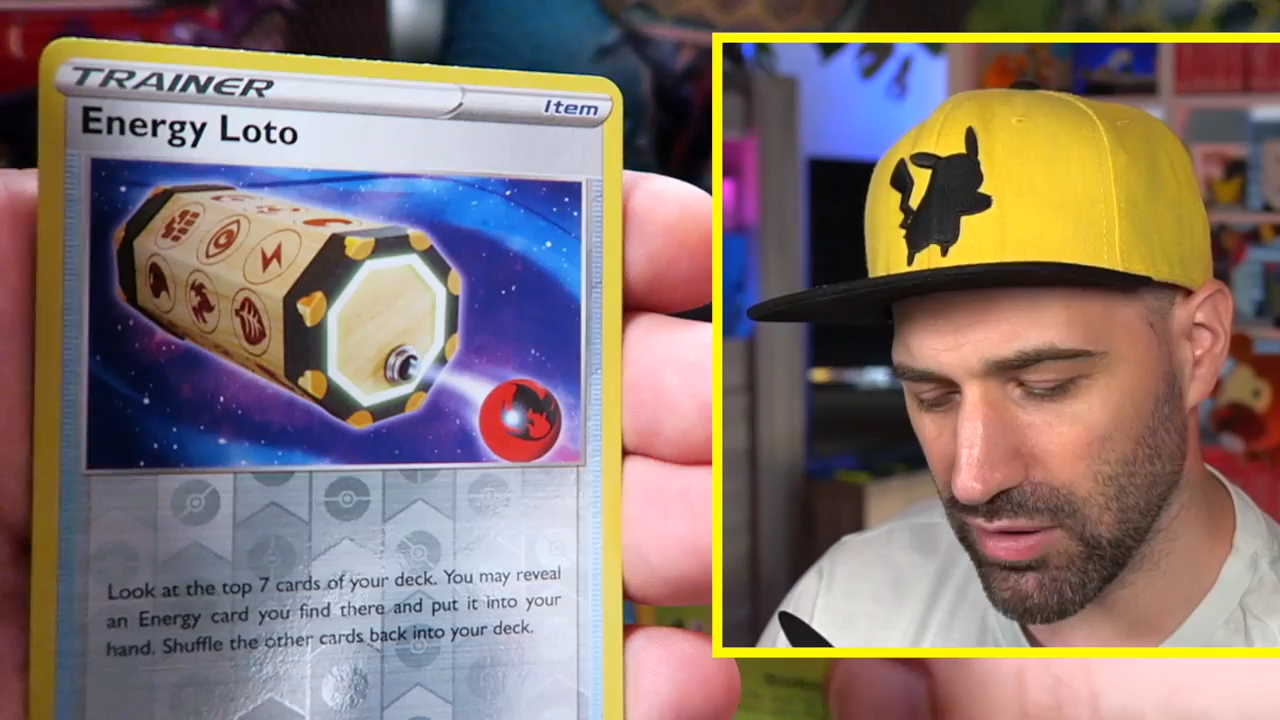 TRAINER
Item
Energy Loto
Look at the top 7 cards of your deck. You may reveal
an Energy card you find there and put it into your
hand. Shuffle the other cards back into your deck.